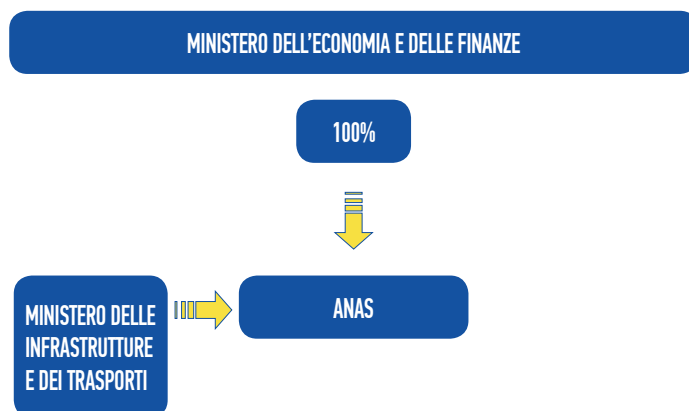 MINISTERO DELL'ECONOMIA E DELLE FINANZE
100%
MINISTERO DELLE
INFRASTRUTTURE
E DEI TRASPORTI
ANAS